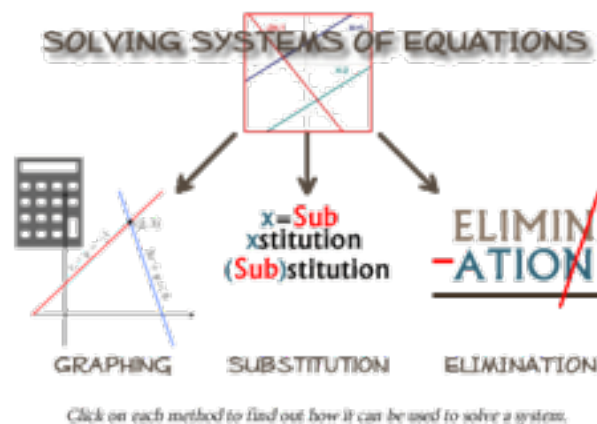 SOLVING SYSTEMS OF EQUATIONS
x=Sub
xstitution
(Sub)stitution
ELIMIN
-ATION
GRAPHING
SUBSTITUTION
ELIMINATION
Click on each method to find out how it can be used to solve a system.